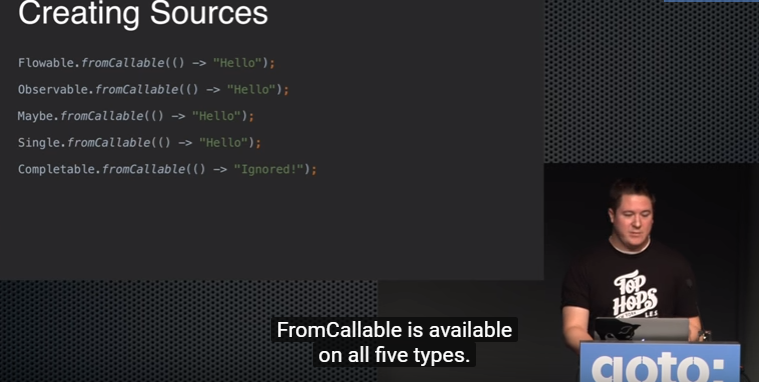 Creating Sources
Flowable.fromCallable(() -> "Hello");
Observable.fromCallable(() -> "Hello");
Maybe.fromCallable(() -> "Hello");
Single.fromCallable(() -> "Hello");
Completable.fromCallable(() -> "Ignored!");
TOP
HOPS
L.E.S.
FromCallable is available
on all five types.
goto;